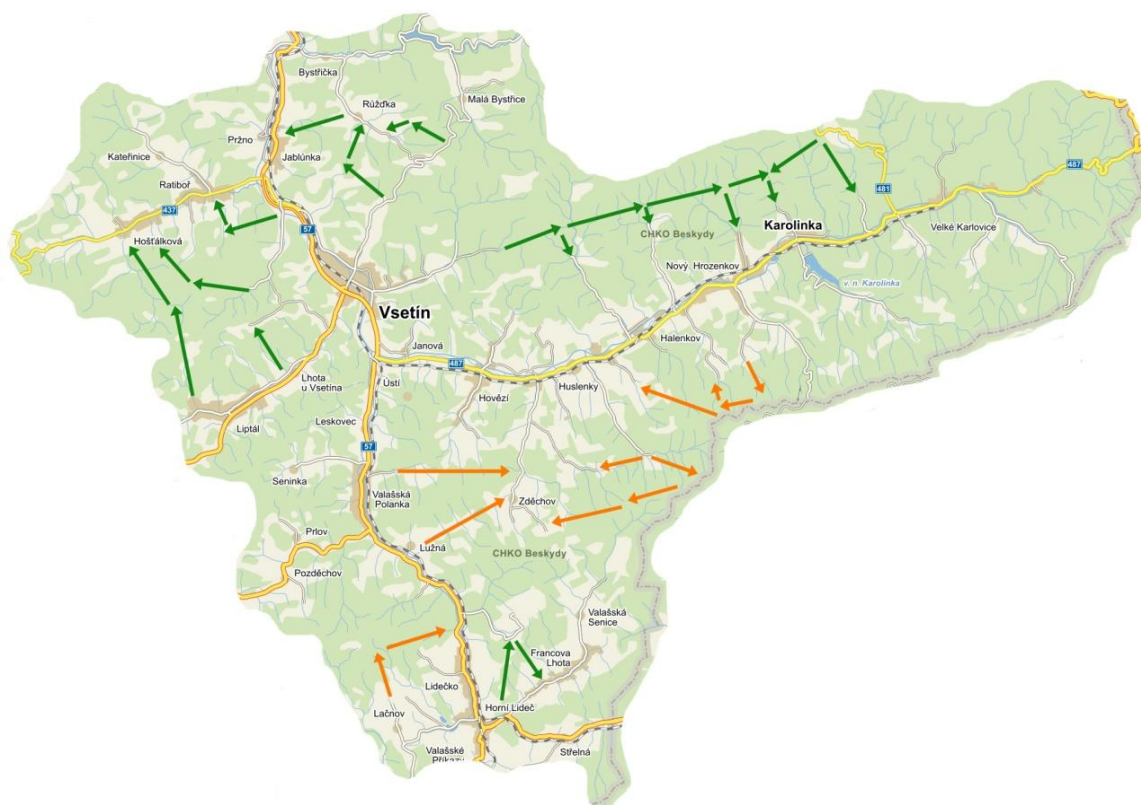 Bystřička
Malá Bystřice
Růžďka
Pržno
Jablůnka
Kateřinice
Ratiboř
437
Hošťálková
57
Vsetín
487
481
Velké Karlovice
Karolinka
CHKO Beskydy
Nový Hrozenkov
v. n. Karolinka
Halenkov
Janová
487
Huslenky
Hovězí
Ústí
Lhota
u Vsetína
Liptál
Leskovec
57
Seninka
Valašská
Polanka
Zděchov
Prlov
Lužná
CHKO Beskydy
Pozděchov
Valašská
Senice
Francova
Lhota
Lidečko
Horní Lideč
Lačnov
Valašské
Příkazy
Střelná